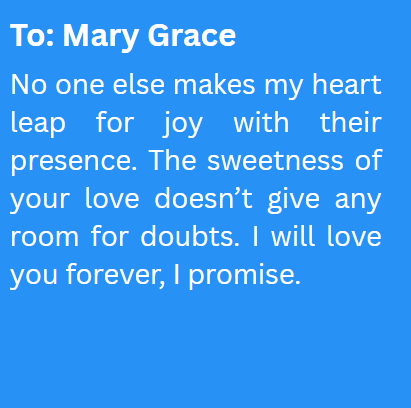 To: Mary Grace
No one else makes my heart
leap for joy with their
presence. The sweetness of
your love doesn’t give any
room for doubts. I will love
you forever, I promise.